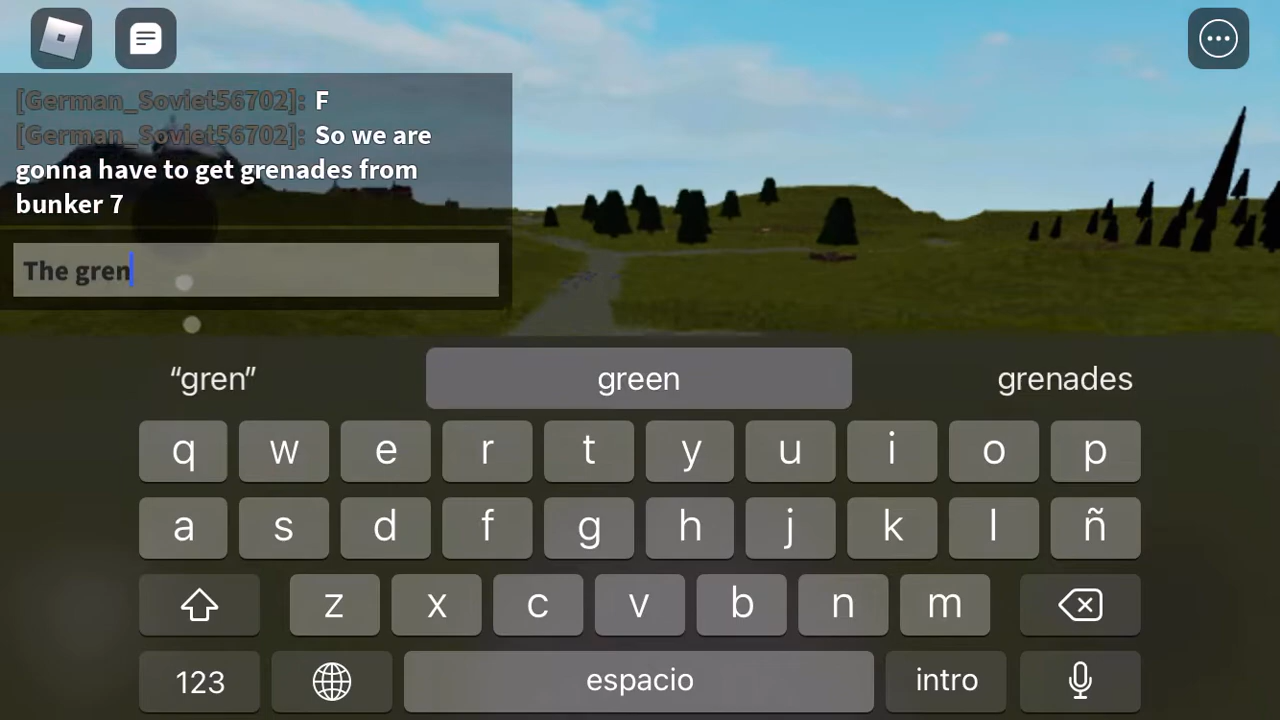 [German_Soviet56702]: F
[German_Soviet56702]: So we are
gonna have to get grenades from
bunker 7
The gren
“gren” green grenades
q w e r t y u i o p
a s d f g h j k l ñ
z x c v b n m
123 espacio intro